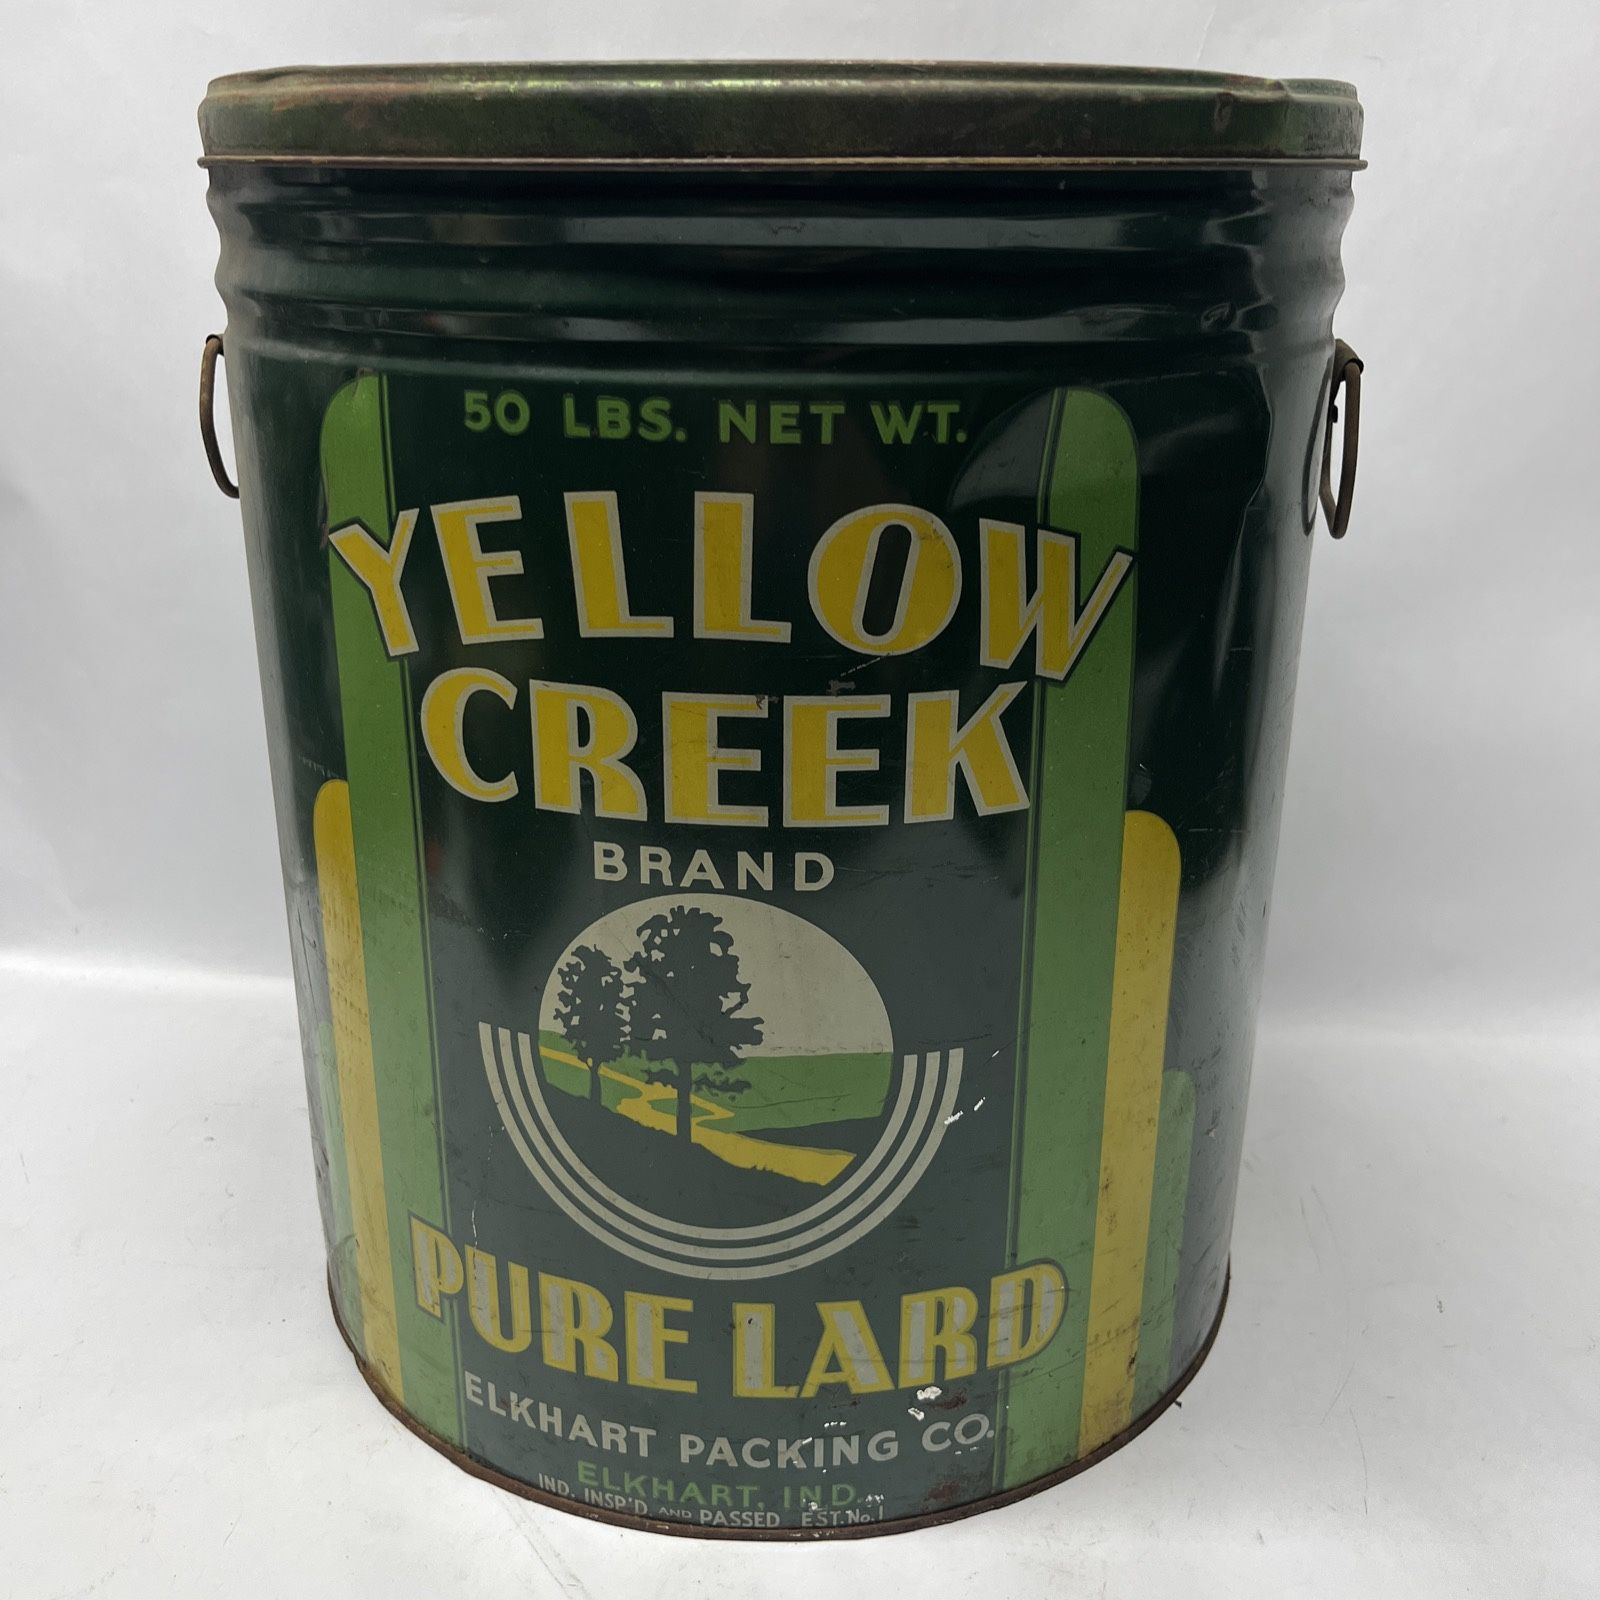 50 LBS. NET WT.
YELLOW
CREEK
BRAND
PURE LARD
ELKHART PACKING CO.
ELKHART, IND.
IND. INSP'D. AND PASSED EST. No. 1